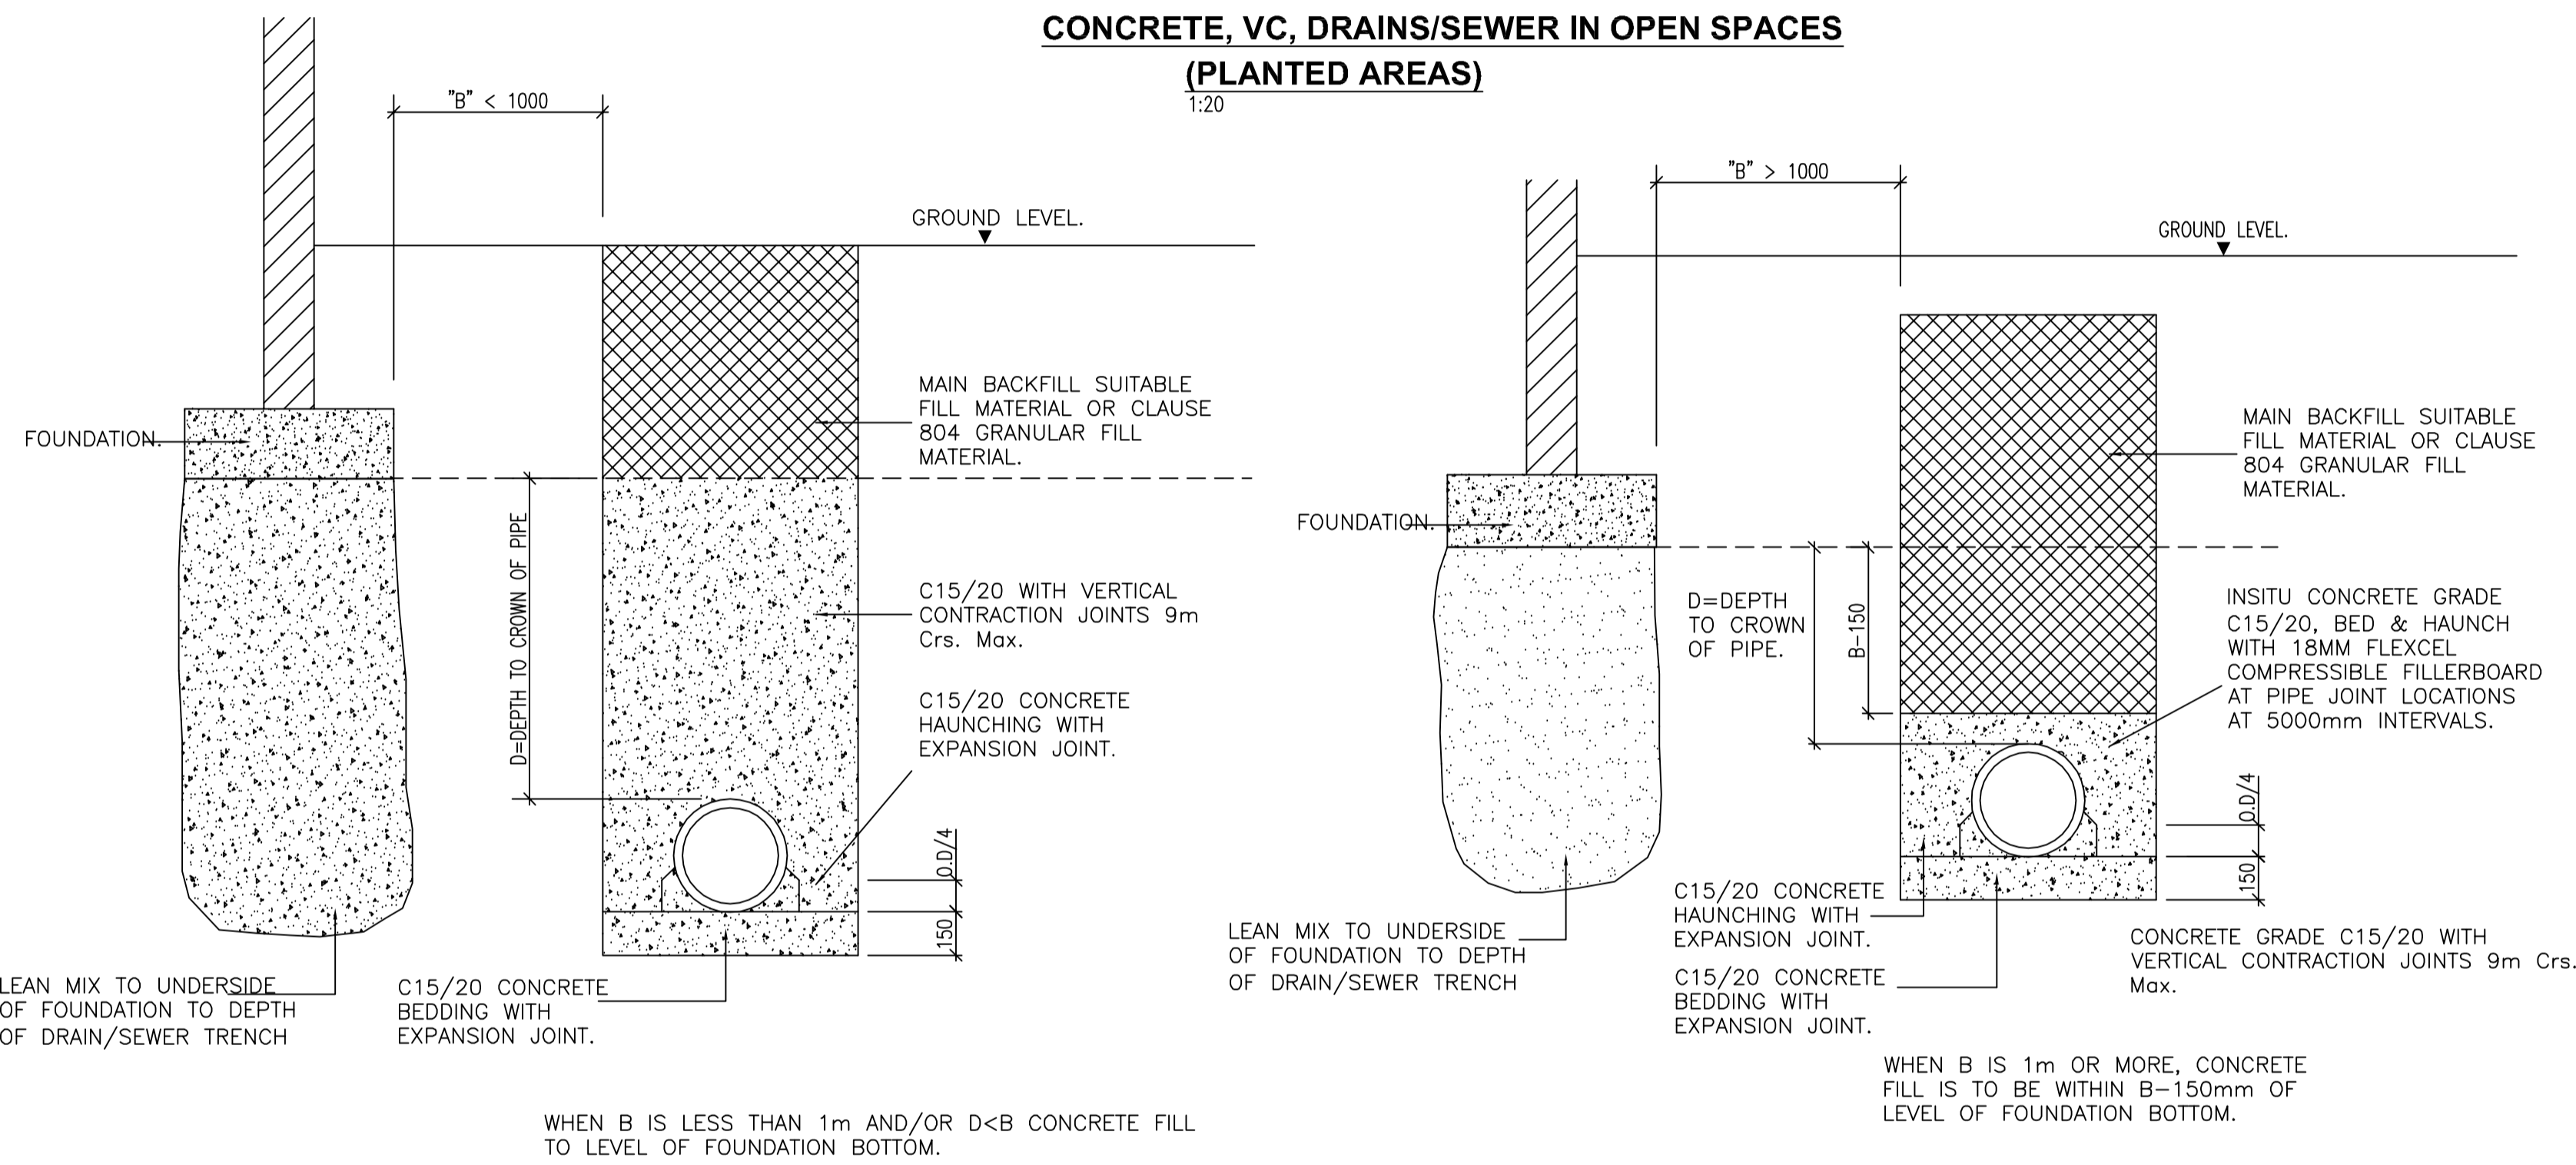 CONCRETE, VC, DRAINS/SEWER IN OPEN SPACES
(PLANTED AREAS)
1:20
"B" < 1000
GROUND LEVEL.
MAIN BACKFILL SUITABLE
FILL MATERIAL OR CLAUSE
804 GRANULAR FILL
MATERIAL.
FOUNDATION.
D=DEPTH TO CROWN OF PIPE
C15/20 WITH VERTICAL
CONTRACTION JOINTS 9m
Crs. Max.
C15/20 CONCRETE
HAUNCHING WITH
EXPANSION JOINT.
O.D/4
150
LEAN MIX TO UNDERSIDE
OF FOUNDATION TO DEPTH
OF DRAIN/SEWER TRENCH
C15/20 CONCRETE
BEDDING WITH
EXPANSION JOINT.
WHEN B IS LESS THAN 1m AND/OR D<B CONCRETE FILL
TO LEVEL OF FOUNDATION BOTTOM.
"B" > 1000
GROUND LEVEL.
MAIN BACKFILL SUITABLE
FILL MATERIAL OR CLAUSE
804 GRANULAR FILL
MATERIAL.
FOUNDATION.
D=DEPTH
TO CROWN
OF PIPE.
B-150
INSITU CONCRETE GRADE
C15/20, BED & HAUNCH
WITH 18MM FLEXCEL
COMPRESSIBLE FILLERBOARD
AT PIPE JOINT LOCATIONS
AT 5000mm INTERVALS.
O.D/4
150
LEAN MIX TO UNDERSIDE
OF FOUNDATION TO DEPTH
OF DRAIN/SEWER TRENCH
C15/20 CONCRETE
HAUNCHING WITH
EXPANSION JOINT.
C15/20 CONCRETE
BEDDING WITH
EXPANSION JOINT.
CONCRETE GRADE C15/20 WITH
VERTICAL CONTRACTION JOINTS 9m Crs.
Max.
WHEN B IS 1m OR MORE, CONCRETE
FILL IS TO BE WITHIN B-150mm OF
LEVEL OF FOUNDATION BOTTOM.